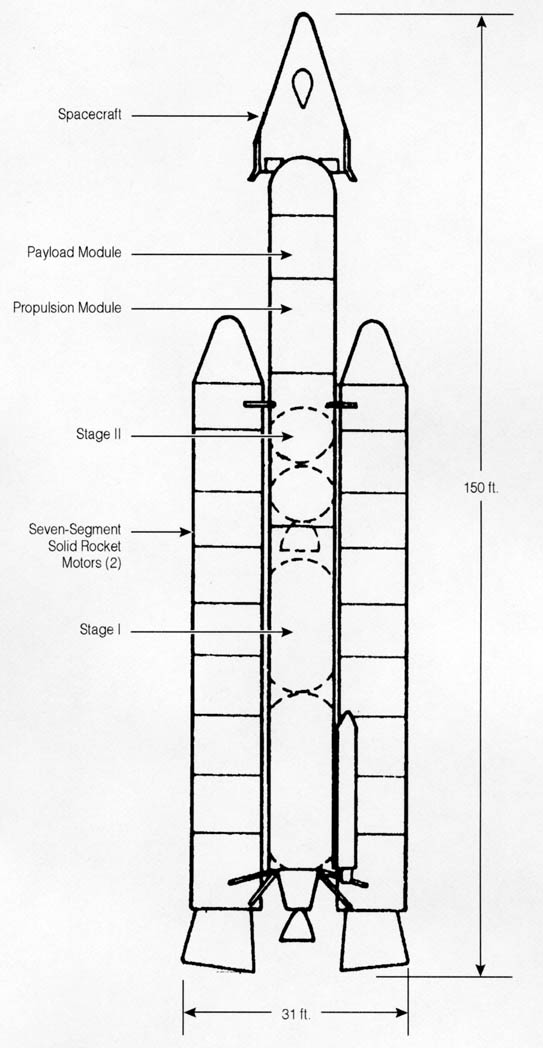 Spacecraft
Payload Module
Propulsion Module
Stage II
150 ft.
Seven-Segment
Solid Rocket
Motors (2)
Stage I
31 ft.